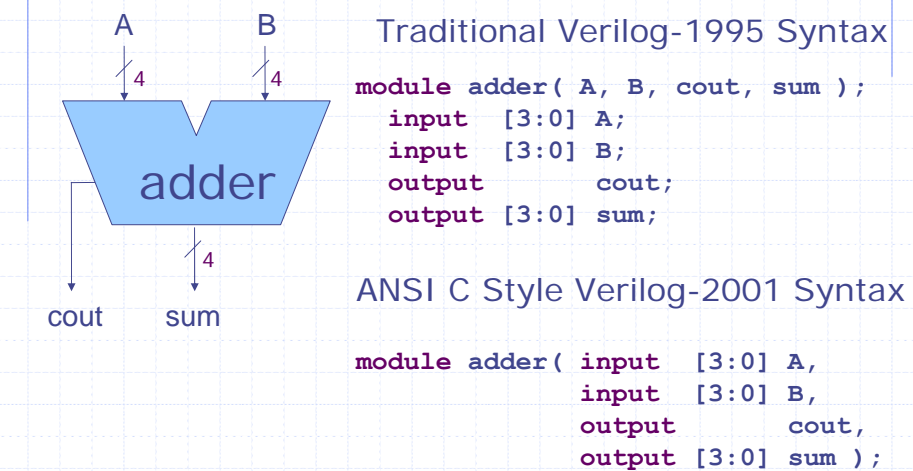 A
B
4
4
adder
4
cout
sum
Traditional Verilog-1995 Syntax
module adder( A, B, cout, sum );
input [3:0] A;
input [3:0] B;
output cout;
output [3:0] sum;
ANSI C Style Verilog-2001 Syntax
module adder( input [3:0] A,
input [3:0] B,
output cout,
output [3:0] sum );